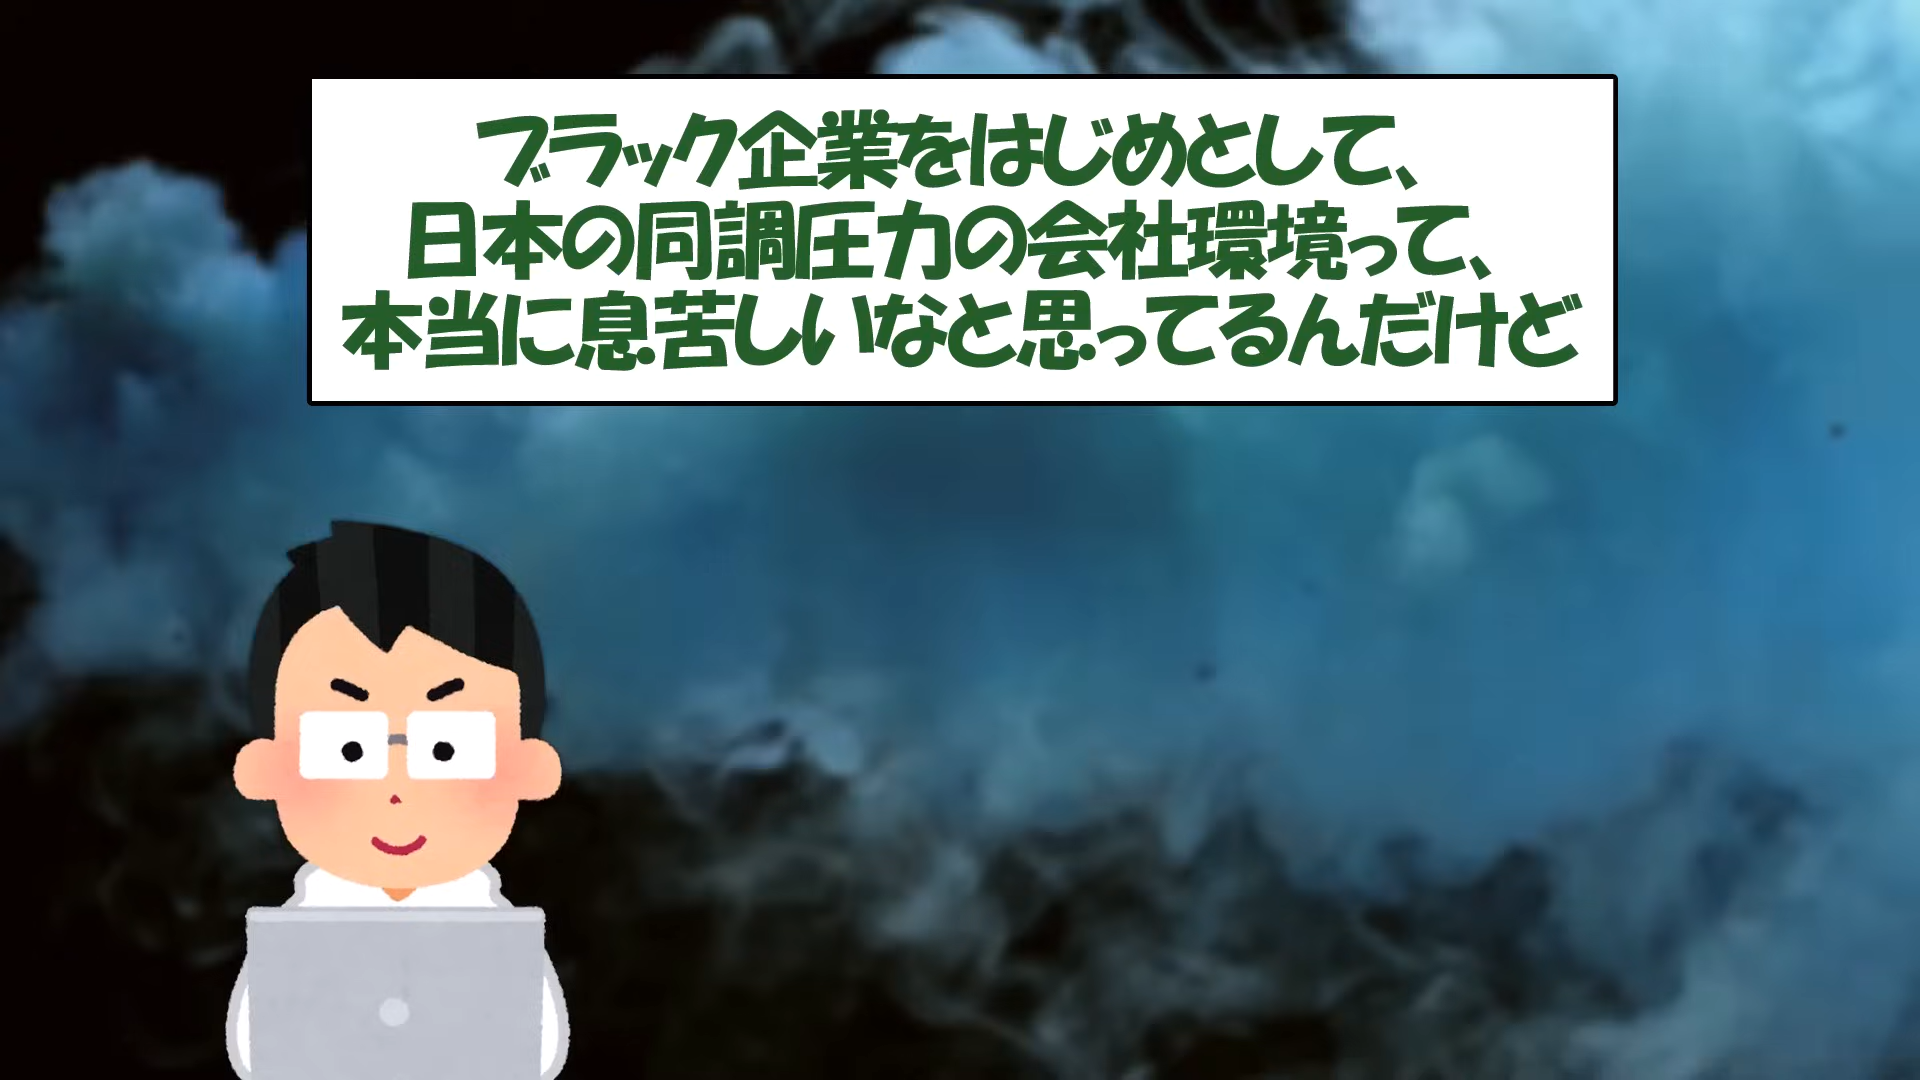 ブラック企業をはじめとして、
日本の同調圧力の会社環境って、
本当に息苦しいなと思ってるんだけど